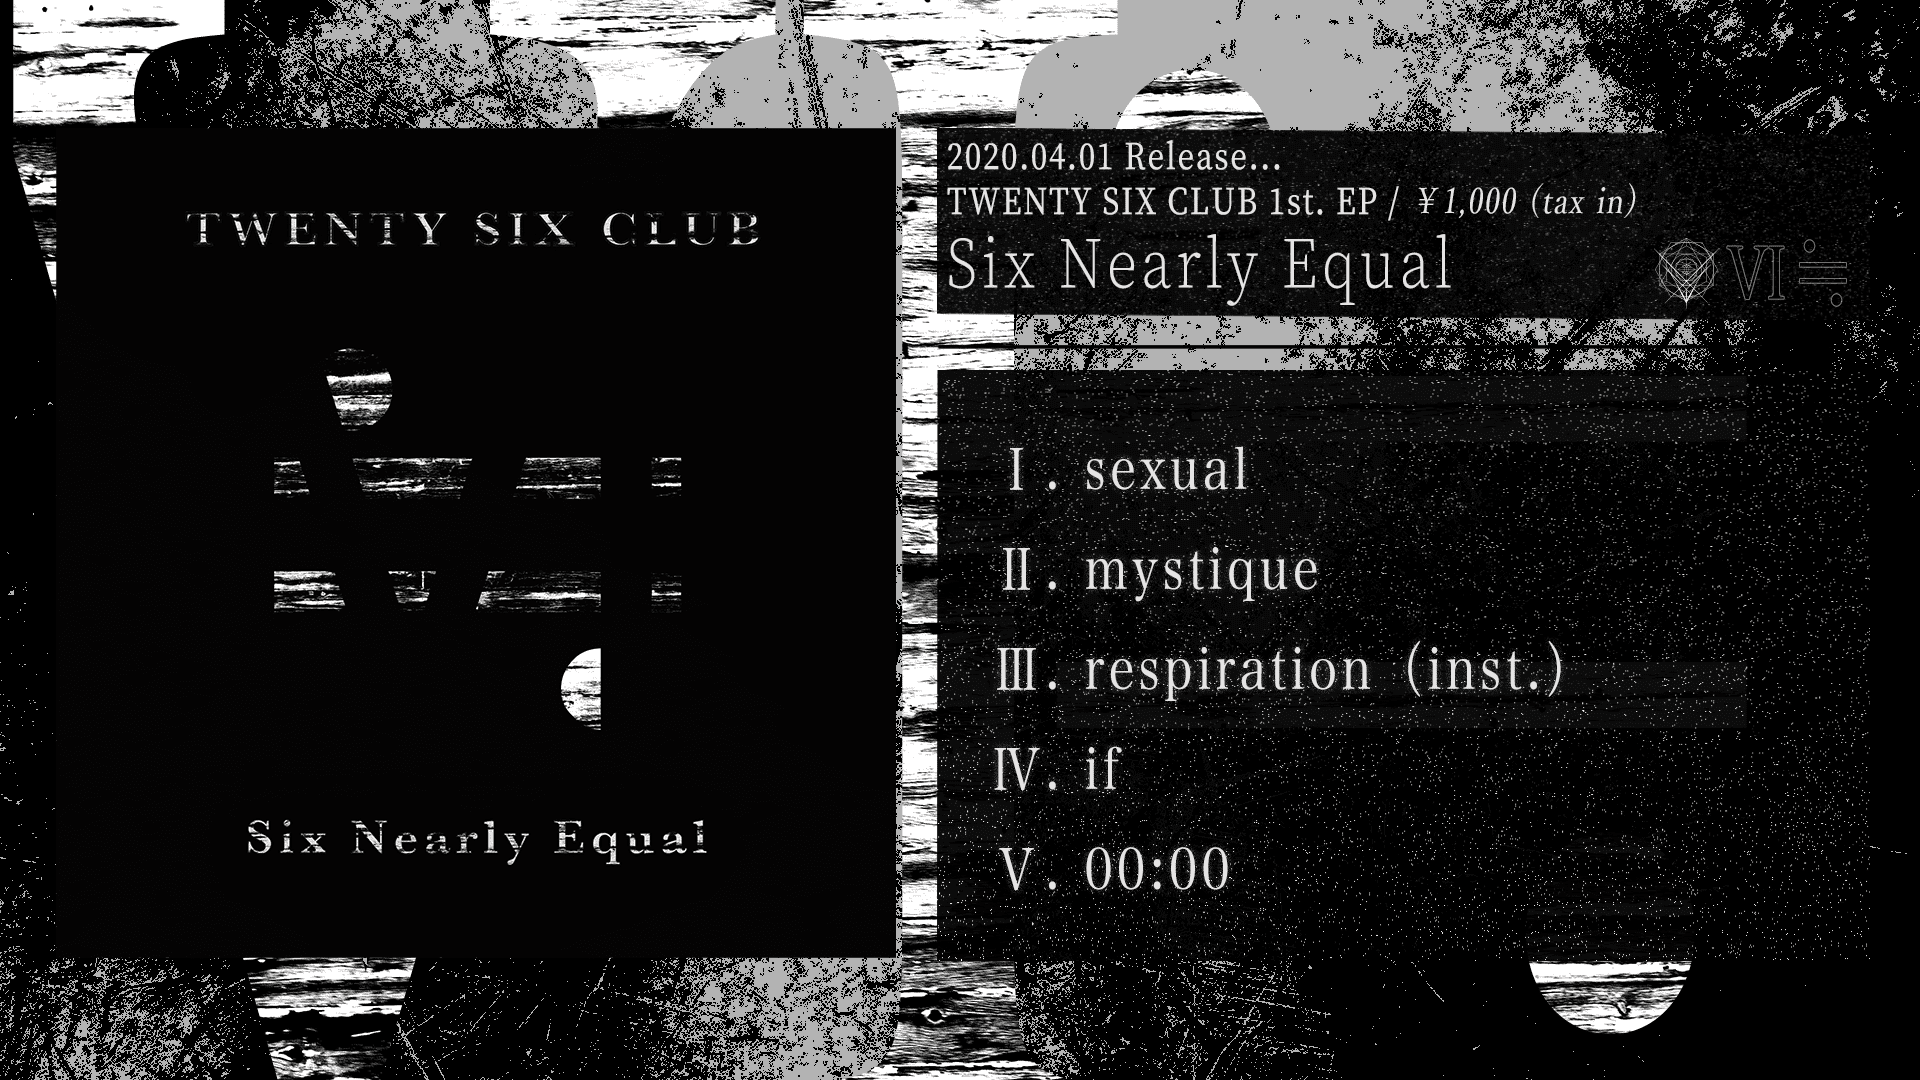 TWENTY SIX CLUB
Six Nearly Equal
2020.04.01 Release...
TWENTY SIX CLUB 1st. EP / ¥1,000 (tax in)
Six Nearly Equal
VI≒
Ⅰ. sexual
Ⅱ. mystique
Ⅲ. respiration (inst.)
Ⅳ. if
Ⅴ. 00:00